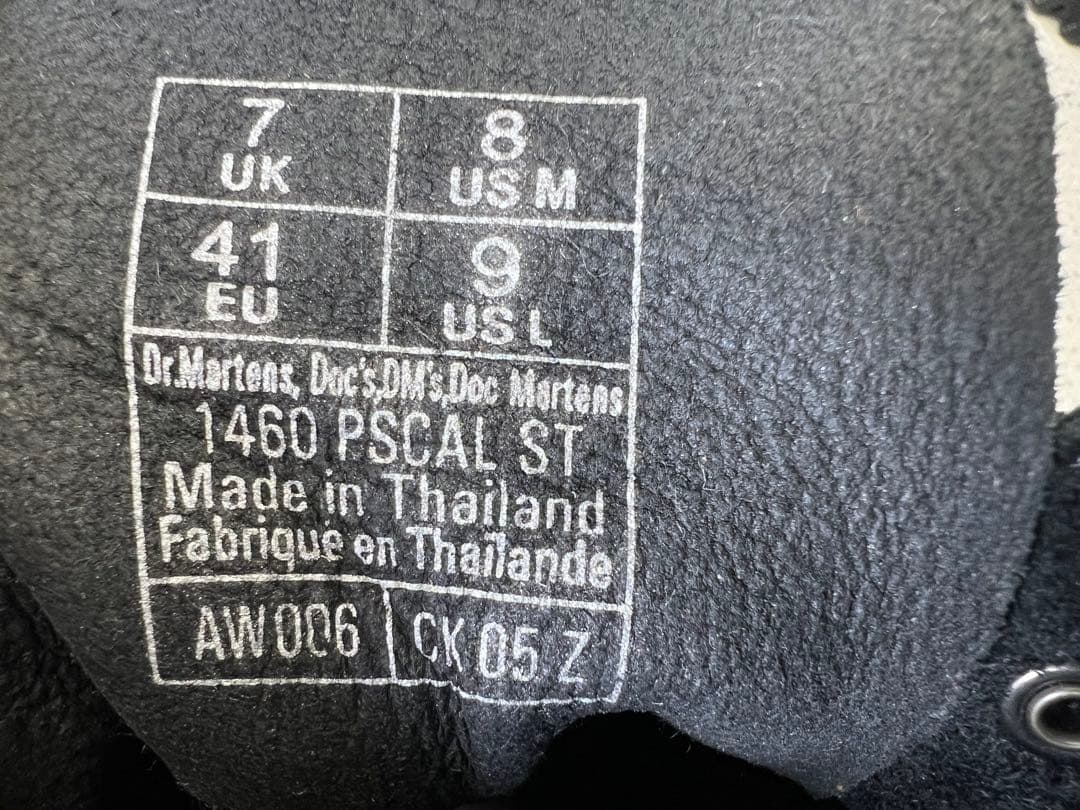 7
UK
8
US M
41
EU
9
US L
Dr.Martens, Doc's,DM's,Doc Martens
1460 PSCAL ST
Made in Thailand
Fabriqué en Thaïlande
AW006
CK 05 Z